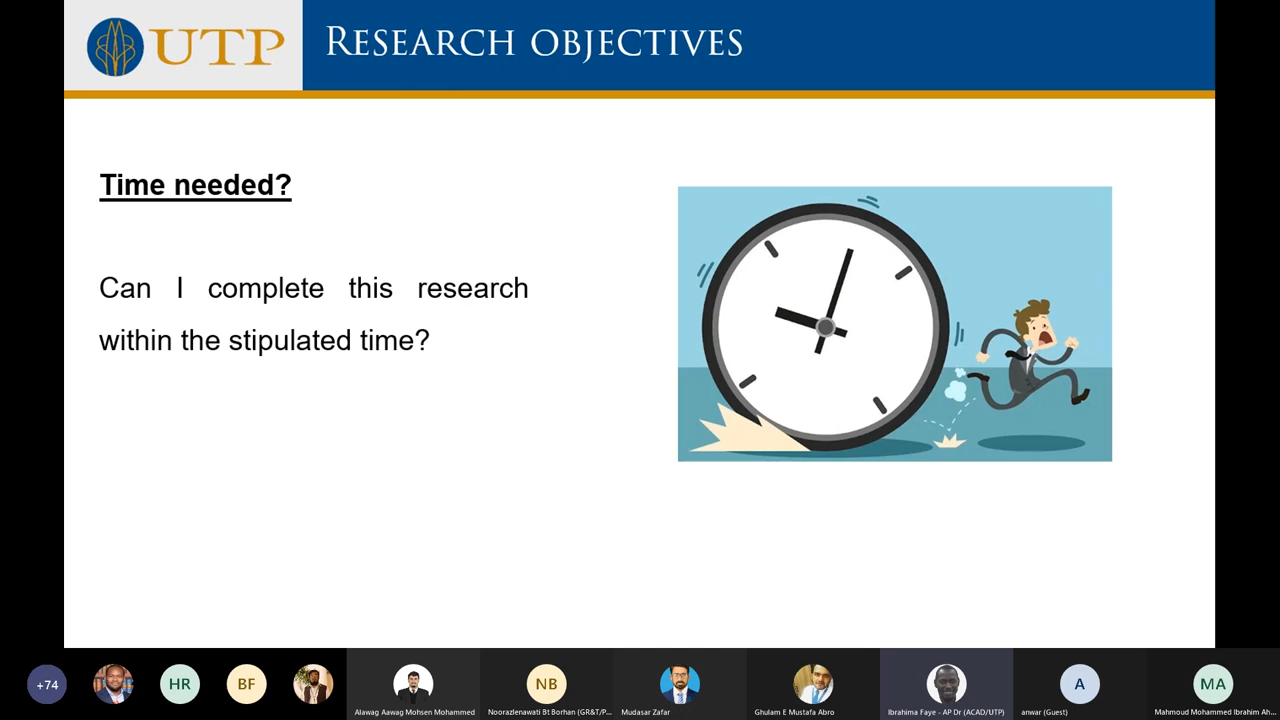 UTP
RESEARCH OBJECTIVES
Time needed?
Can I complete this research
within the stipulated time?
+74
HR
BF
NB
A
MA
Alawag Aawag Mohsen Mohammed
Noorazlenawati Bt Borhan (GR&T/P...
Mudasar Zafar
Ghulam E Mustafa Abro
Ibrahima Faye - AP Dr (ACAD/UTP)
anwar (Guest)
Mahmoud Mohammed Ibrahim Ah...